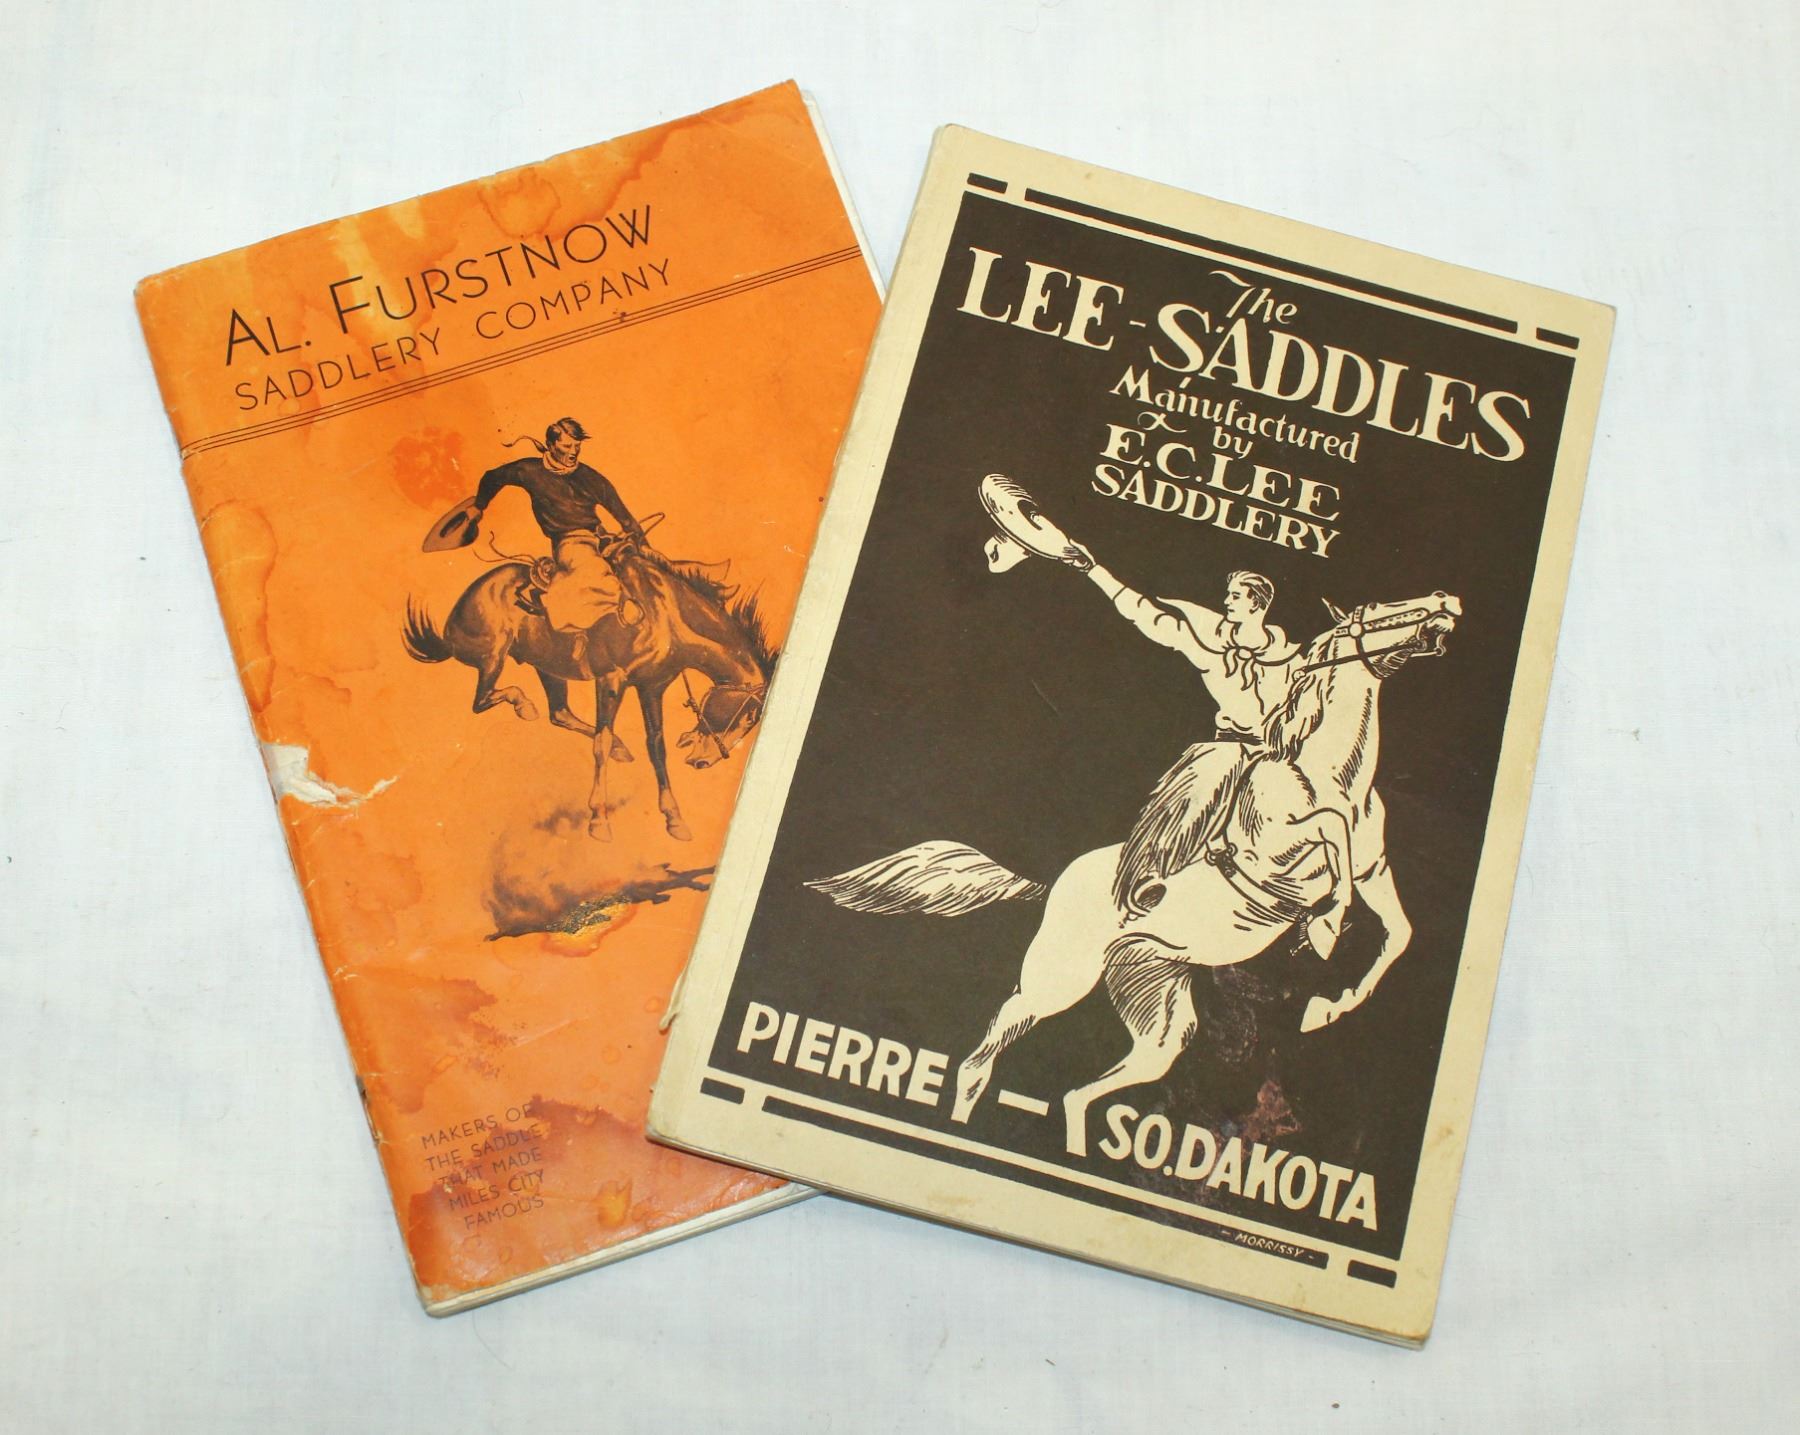 AL. FURSTNOW
SADDLERY COMPANY
MAKERS OF
THE SADDLE
THAT MADE
MILES CITY
FAMOUS
The
LEE-SADDLES
Manufactured
by
E.C.LEE
SADDLERY
PIERRE — SO.DAKOTA
- MORRISSY -